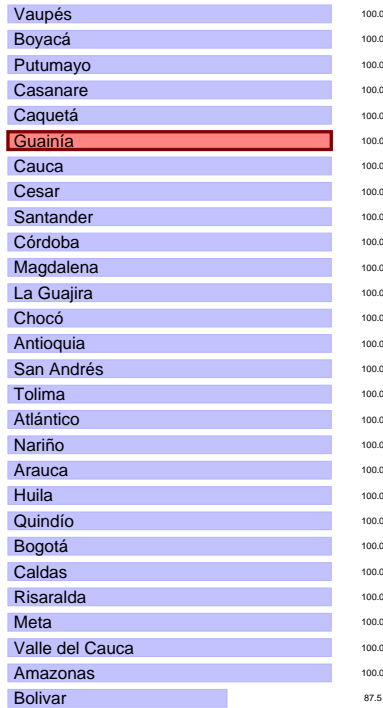 Vaupés 100.0
Boyacá 100.0
Putumayo 100.0
Casanare 100.0
Caquetá 100.0
Guainía 100.0
Cauca 100.0
Cesar 100.0
Santander 100.0
Córdoba 100.0
Magdalena 100.0
La Guajira 100.0
Chocó 100.0
Antioquia 100.0
San Andrés 100.0
Tolima 100.0
Atlántico 100.0
Nariño 100.0
Arauca 100.0
Huila 100.0
Quindío 100.0
Bogotá 100.0
Caldas 100.0
Risaralda 100.0
Meta 100.0
Valle del Cauca 100.0
Amazonas 100.0
Bolivar 87.5